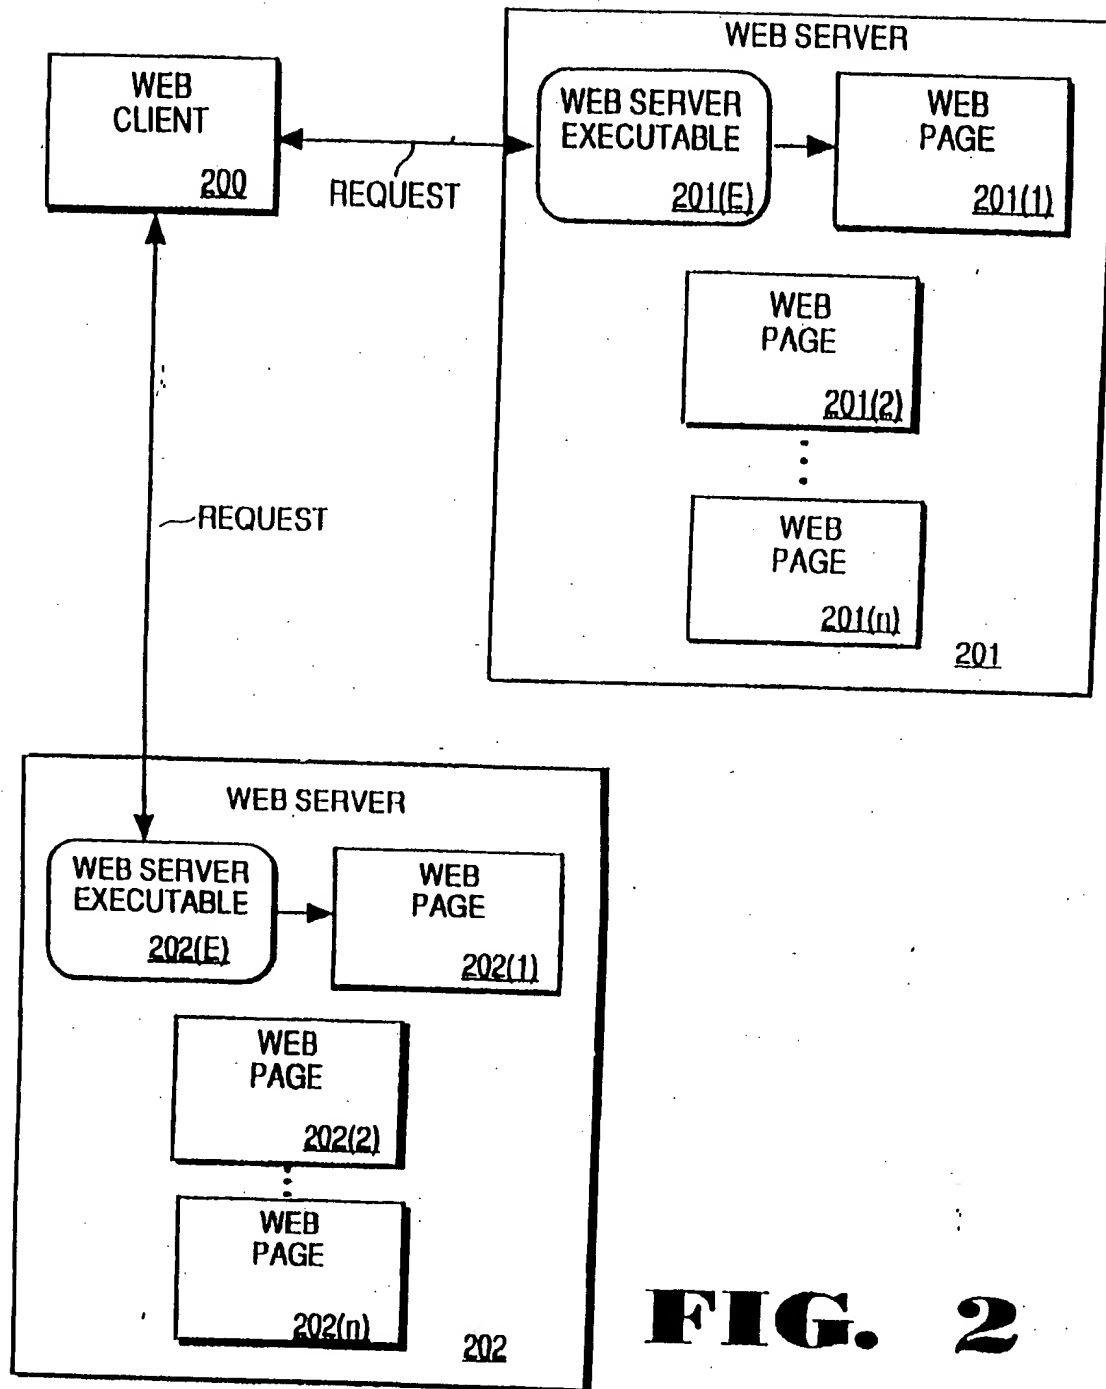 WEB SERVER
WEB
CLIENT
200
REQUEST
WEB SERVER
EXECUTABLE
201(E)
WEB
PAGE
201(1)
WEB
PAGE
201(2)
WEB
PAGE
201(n)
201
REQUEST
WEB SERVER
WEB SERVER
EXECUTABLE
202(E)
WEB
PAGE
202(1)
WEB
PAGE
202(2)
WEB
PAGE
202(n)
202
FIG. 2